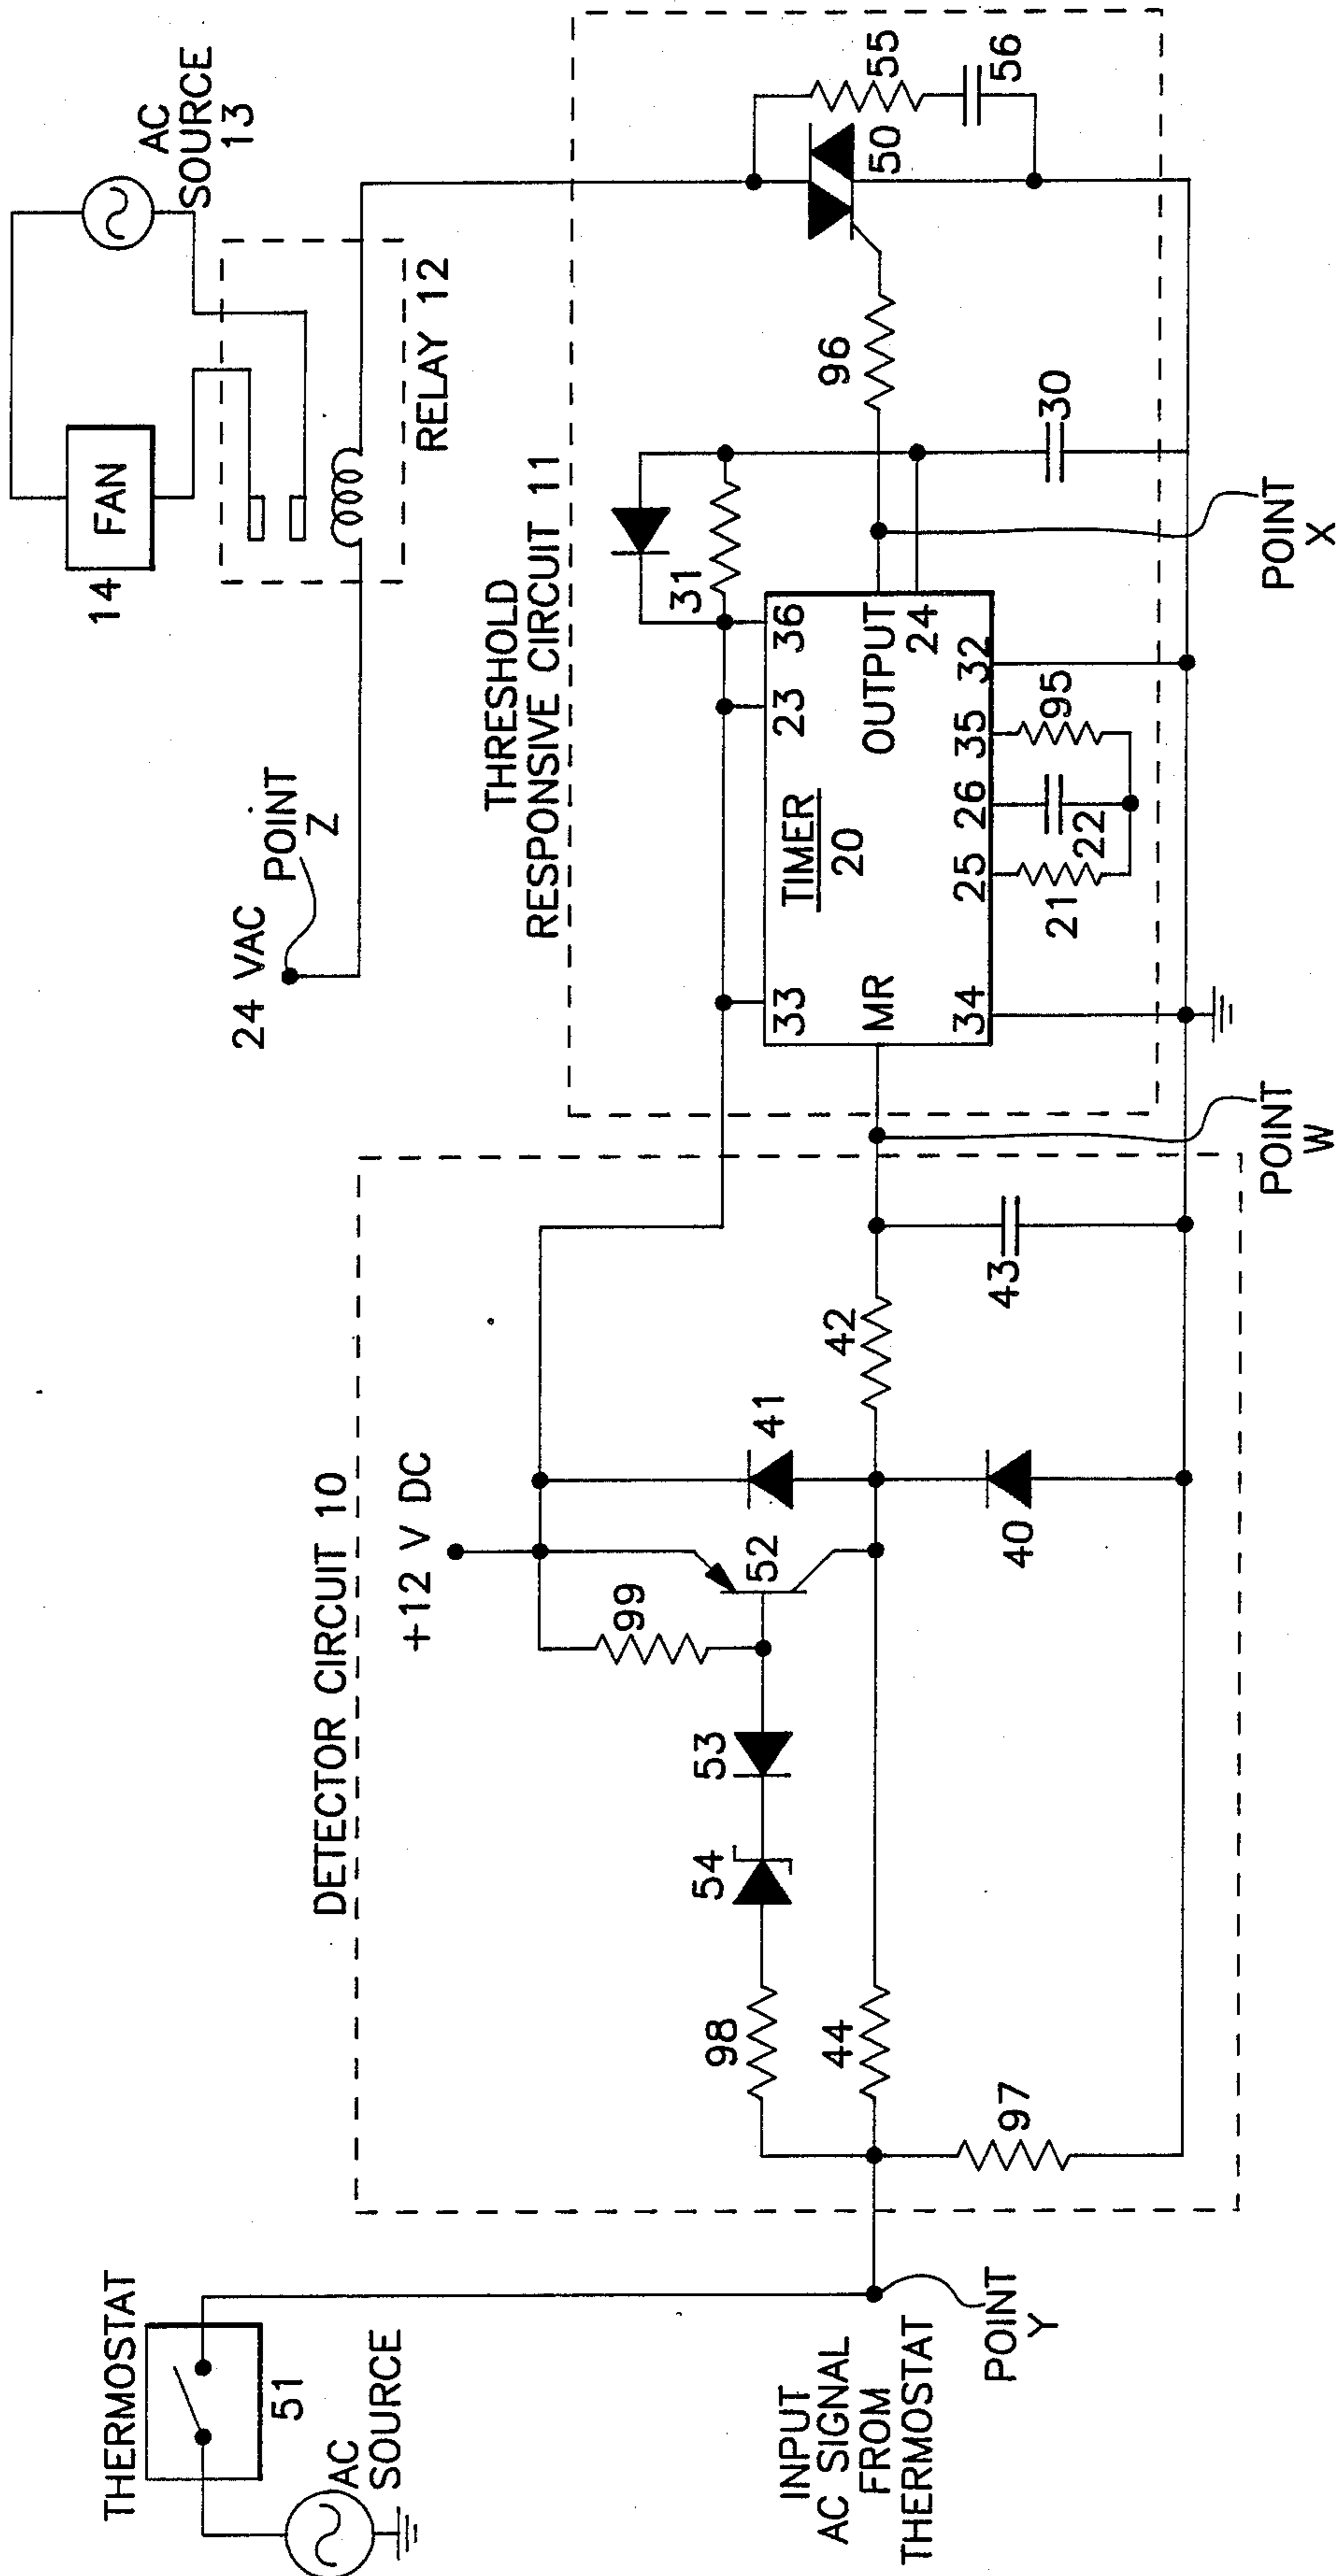 THERMOSTAT
51
AC
SOURCE
INPUT
AC SIGNAL
FROM
THERMOSTAT
POINT
Y
DETECTOR CIRCUIT 10
+12 V DC
98
44
97
54
53
99
52
41
40
42
43
POINT
W
24 VAC
POINT
Z
THRESHOLD
RESPONSIVE CIRCUIT 11
33
23
36
MR
TIMER
20
OUTPUT
24
34
25
26
35
32
21
22
95
31
30
96
50
55
56
POINT
X
14
FAN
RELAY 12
AC
SOURCE
13